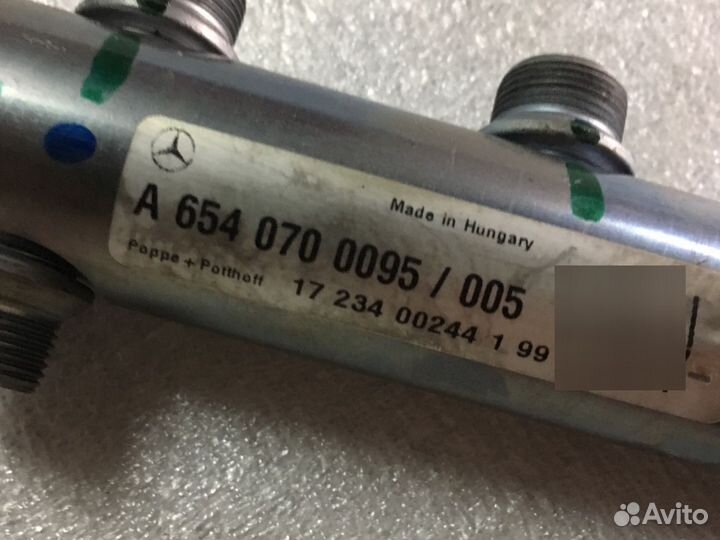 Made in Hungary
A 654 070 0095 / 005
Poppe + Potthoff 17 234 00244 1 99
Avito